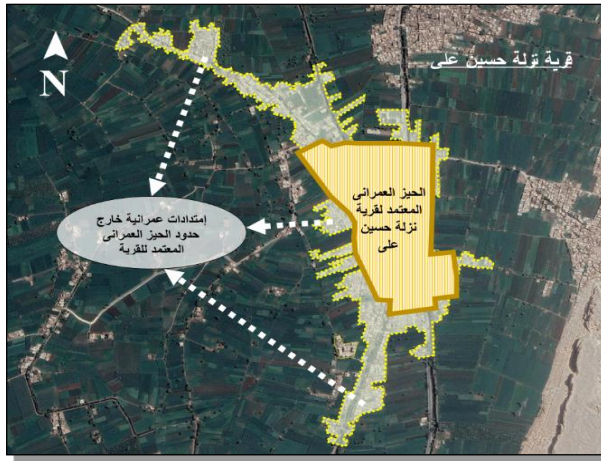 قرية نزلة حسين على
N
الحيز العمرانى
المعتمد لقرية
نزلة حسين
على
إمتدادات عمرانية خارج
حدود الحيز العمرانى
المعتمد للقرية